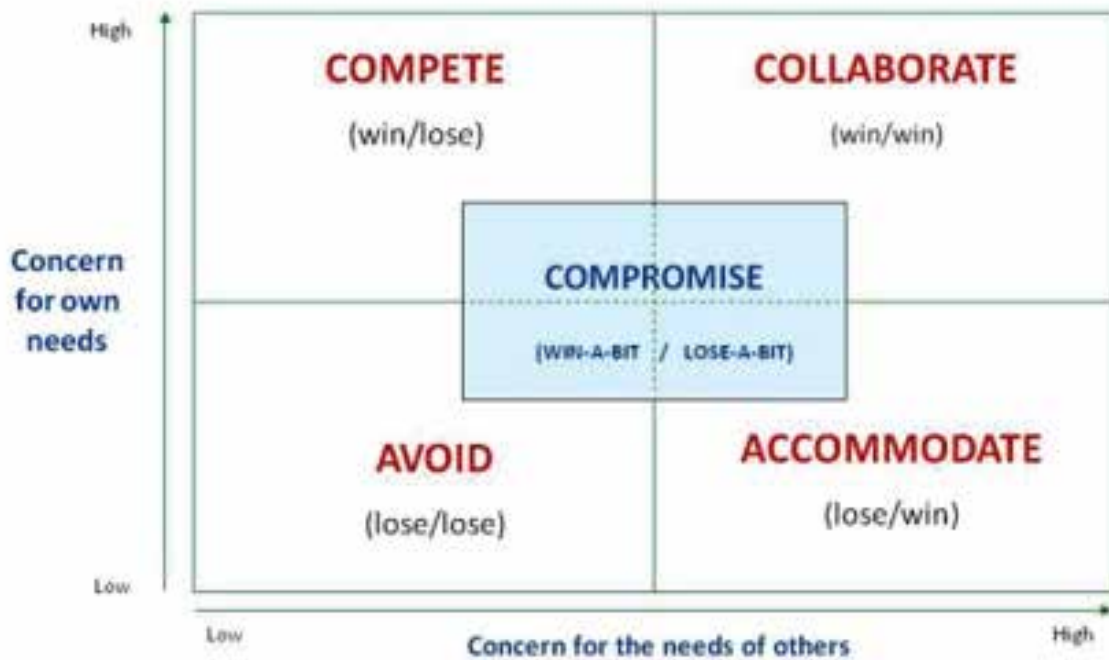 High
COMPETE
(win/lose)
COLLABORATE
(win/win)
Concern
for own
needs
COMPROMISE
(WIN-A-BIT / LOSE-A-BIT)
AVOID
(lose/lose)
ACCOMMODATE
(lose/win)
Low
Low
Concern for the needs of others
High